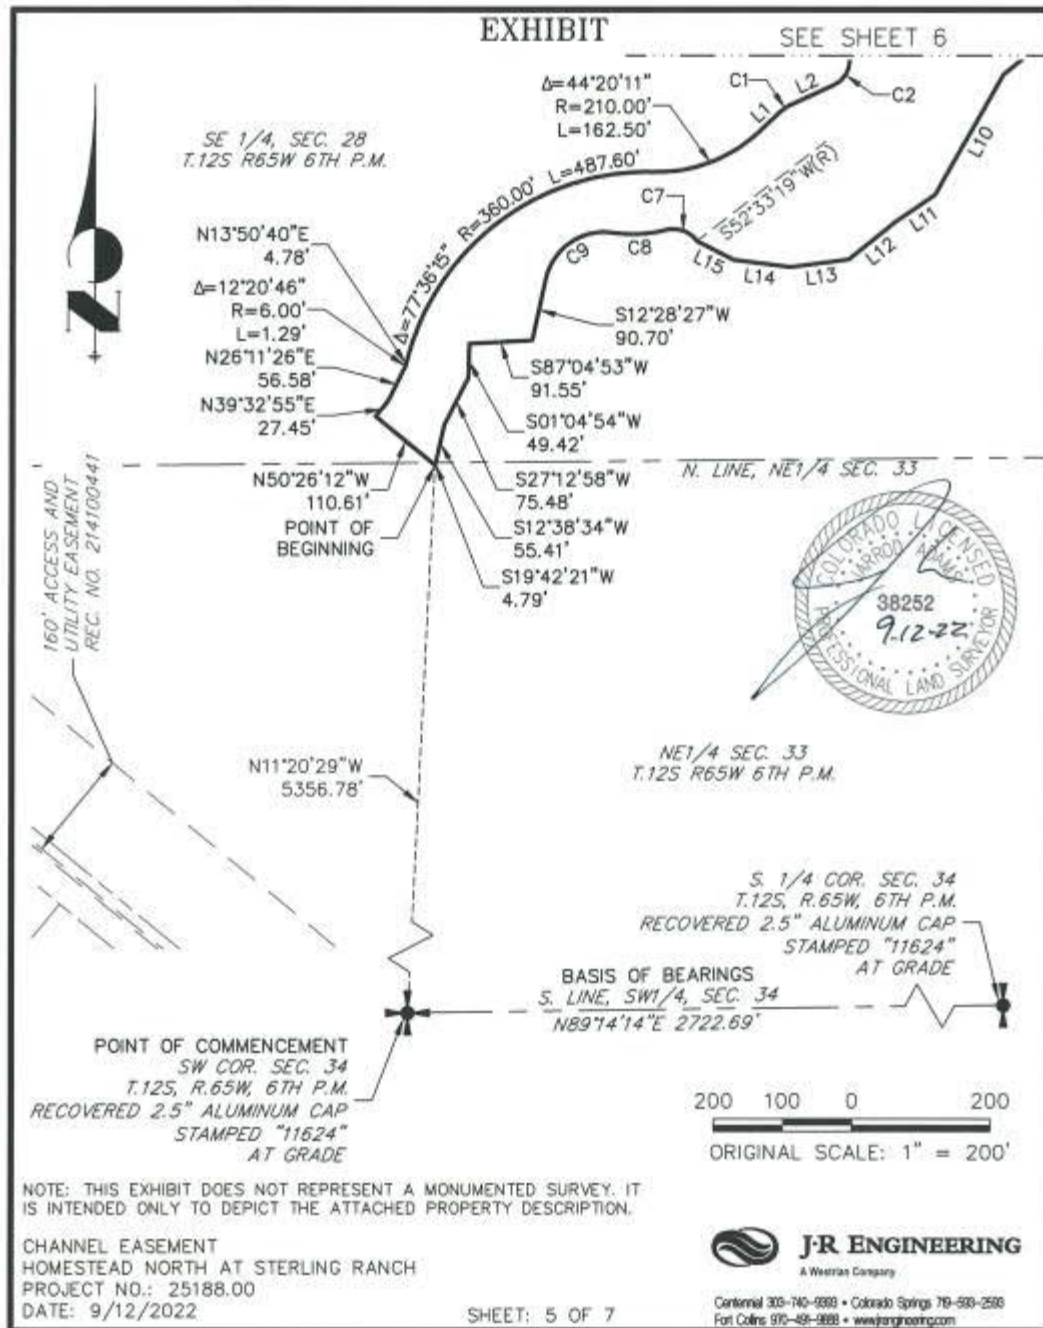 EXHIBIT
SEE SHEET 6
Δ=44°20'11"
R=210.00'
L=162.50'
C1
L2
L1
C2
L10
SE 1/4, SEC. 28
T.12S R65W 6TH P.M.
Δ=77°36'15" R=360.00' L=487.60'
C7
S52°33'19"W(R)
L11
L12
L13
L14
L15
C8
C9
N13°50'40"E
4.78'
Δ=12°20'46"
R=6.00'
L=1.29'
N26°11'26"E
56.58'
N39°32'55"E
27.45'
S12°28'27"W
90.70'
S87°04'53"W
91.55'
S01°04'54"W
49.42'
N. LINE, NE1/4 SEC. 33
N50°26'12"W
110.61'
POINT OF
BEGINNING
S27°12'58"W
75.48'
S12°38'34"W
55.41'
S19°42'21"W
4.79'
160' ACCESS AND
UTILITY EASEMENT
REC. NO. 214100441
COLORADO LICENSED
JARROD ADAMS
38252
9-12-22
PROFESSIONAL LAND SURVEYOR
N11°20'29"W
5356.78'
NE1/4 SEC. 33
T.12S R65W 6TH P.M.
S. 1/4 COR. SEC. 34
T.12S, R.65W, 6TH P.M.
RECOVERED 2.5" ALUMINUM CAP
STAMPED "11624"
AT GRADE
BASIS OF BEARINGS
S. LINE, SW1/4, SEC. 34
N89°14'14"E 2722.69'
POINT OF COMMENCEMENT
SW COR. SEC. 34
T.12S, R.65W, 6TH P.M.
RECOVERED 2.5" ALUMINUM CAP
STAMPED "11624"
AT GRADE
200 100 0 200
ORIGINAL SCALE: 1" = 200'
NOTE: THIS EXHIBIT DOES NOT REPRESENT A MONUMENTED SURVEY. IT
IS INTENDED ONLY TO DEPICT THE ATTACHED PROPERTY DESCRIPTION.
CHANNEL EASEMENT
HOMESTEAD NORTH AT STERLING RANCH
PROJECT NO.: 25188.00
DATE: 9/12/2022
SHEET: 5 OF 7
J·R ENGINEERING
A Westrian Company
Centennial 303-740-9393 • Colorado Springs 719-593-2593
Fort Collins 970-491-9888 • www.jrengineering.com